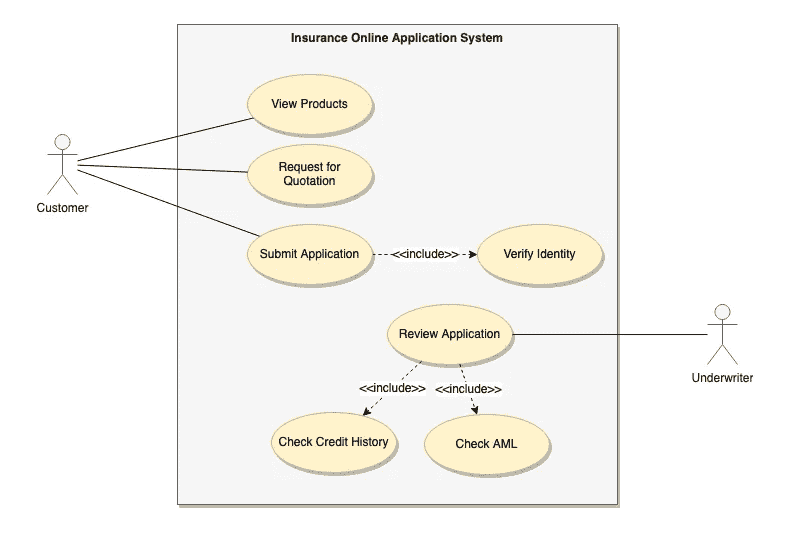 Insurance Online Application System
View Products
Request for
Quotation
Customer
Submit Application
<<include>>
Verify Identity
Review Application
Underwriter
<<include>>
<<include>>
Check Credit History
Check AML